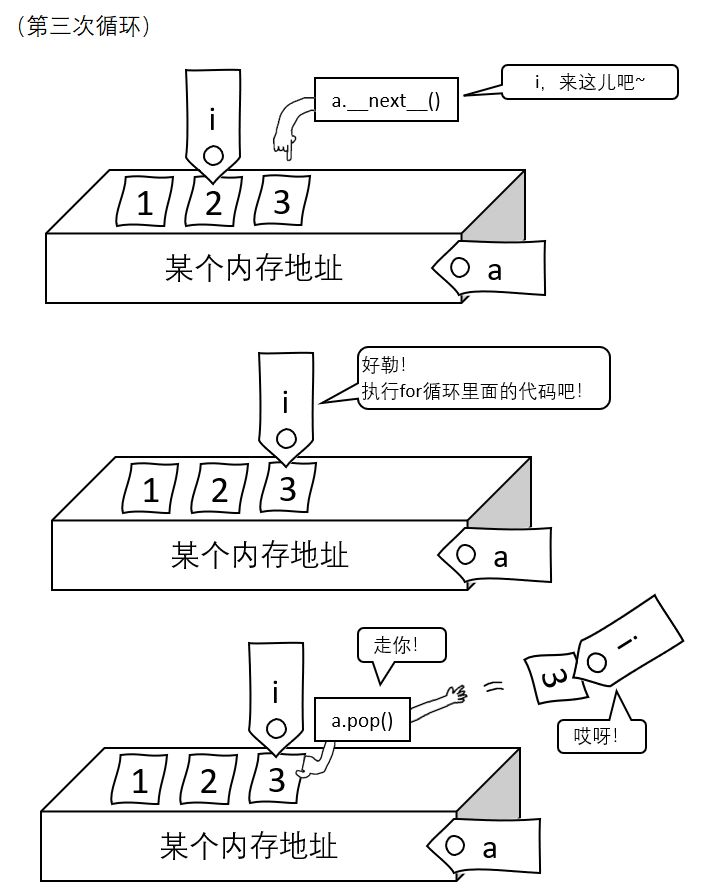 （第三次循环）
i
a.__next__()
i，来这儿吧~
1 2 3
某个内存地址
a
i
好勒！
执行for循环里面的代码吧！
1 2 3
某个内存地址
a
走你！
i
a.pop()
3
i
哎呀！
1 2 3
某个内存地址
a